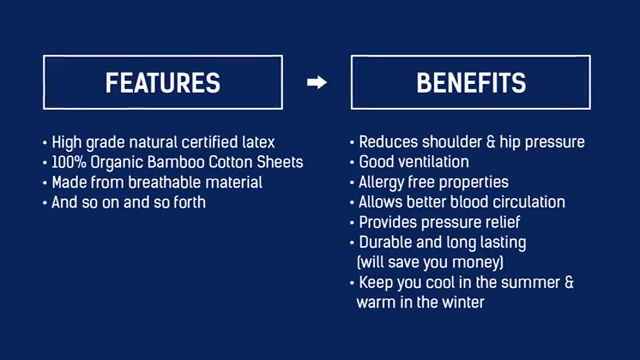 FEATURES
• High grade natural certified latex
• 100% Organic Bamboo Cotton Sheets
• Made from breathable material
• And so on and so forth
BENEFITS
• Reduces shoulder & hip pressure
• Good ventilation
• Allergy free properties
• Allows better blood circulation
• Provides pressure relief
• Durable and long lasting
(will save you money)
• Keep you cool in the summer &
warm in the winter